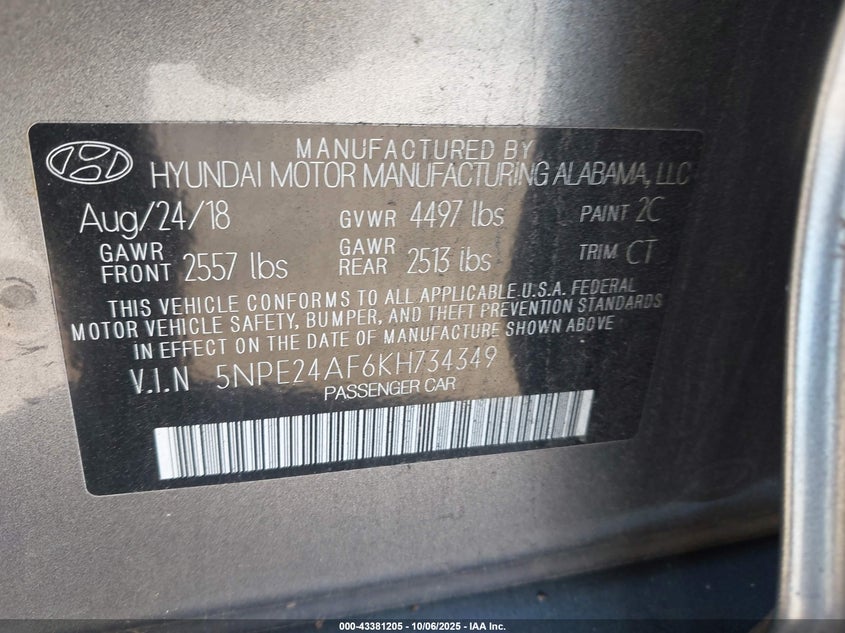 MANUFACTURED BY
HYUNDAI MOTOR MANUFACTURING ALABAMA, LLC
Aug/24/18 GVWR 4497 lbs PAINT 2C
GAWR FRONT 2557 lbs GAWR REAR 2513 lbs TRIM CT
THIS VEHICLE CONFORMS TO ALL APPLICABLE U.S.A. FEDERAL
MOTOR VEHICLE SAFETY, BUMPER, AND THEFT PREVENTION STANDARDS
IN EFFECT ON THE DATE OF MANUFACTURE SHOWN ABOVE
V.I.N 5NPE24AF6KH734349
PASSENGER CAR
000-43381205 - 10/06/2025 - IAA Inc.